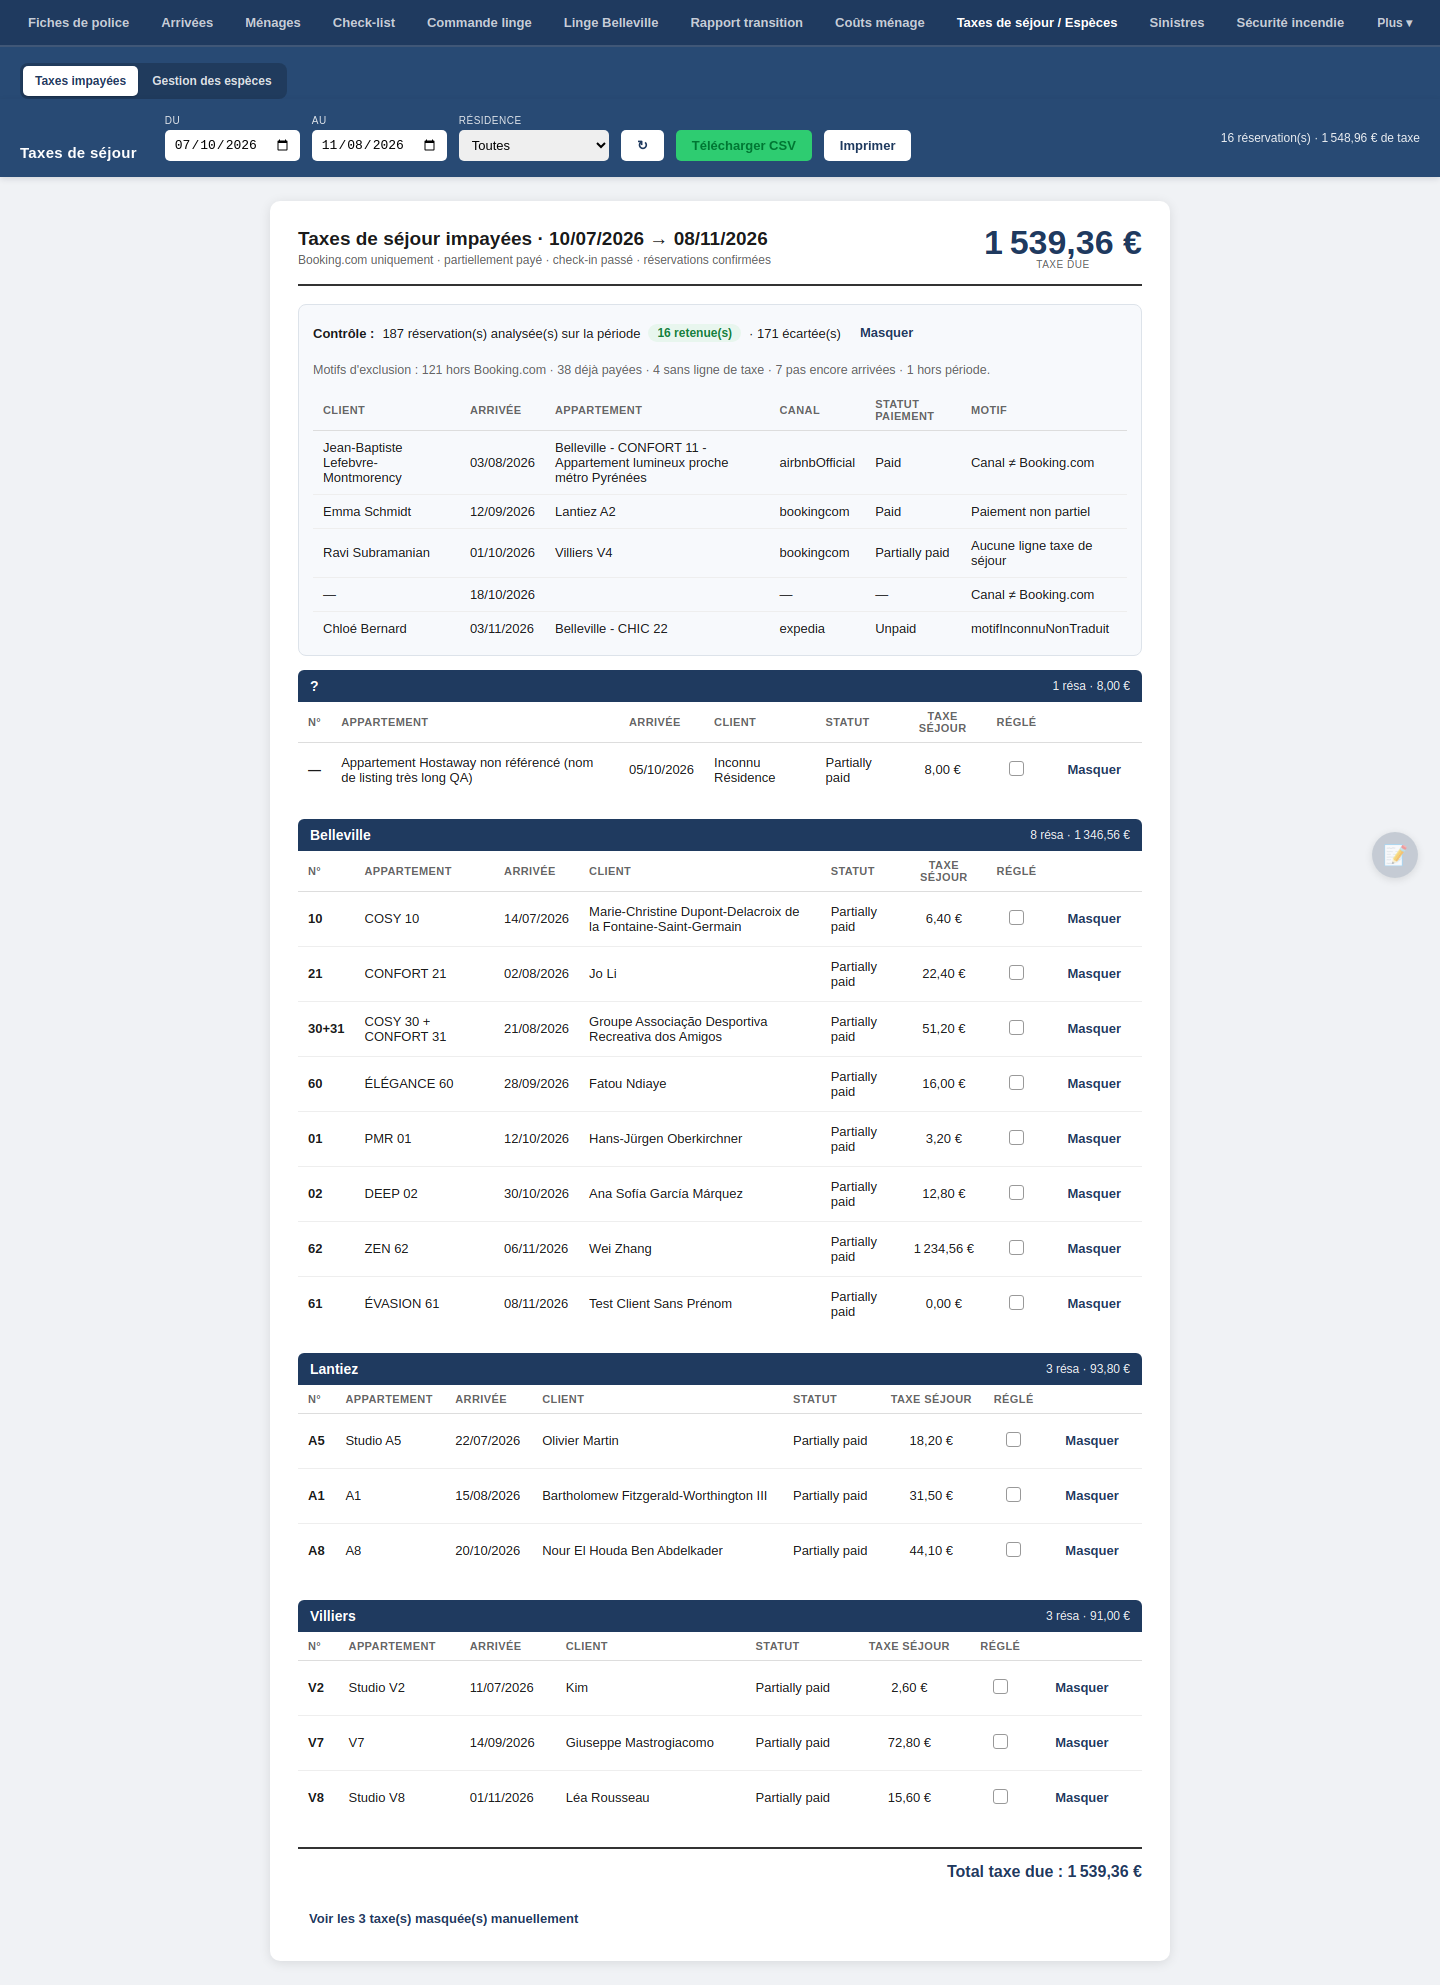 Fiches de police Arrivées Ménages Check-list Commande linge Linge Belleville Rapport transition Coûts ménage Taxes de séjour / Espèces Sinistres Sécurité incendie Plus ▾
Taxes impayées Gestion des espèces
DU AU RÉSIDENCE
Taxes de séjour 07/10/2026 11/08/2026 Toutes ↻ Télécharger CSV Imprimer 16 réservation(s) · 1 548,96 € de taxe
Taxes de séjour impayées · 10/07/2026 → 08/11/2026
Booking.com uniquement · partiellement payé · check-in passé · réservations confirmées
1 539,36 €
TAXE DUE
Contrôle : 187 réservation(s) analysée(s) sur la période 16 retenue(s) · 171 écartée(s) Masquer
Motifs d'exclusion : 121 hors Booking.com · 38 déjà payées · 4 sans ligne de taxe · 7 pas encore arrivées · 1 hors période.
CLIENT ARRIVÉE APPARTEMENT CANAL STATUT PAIEMENT MOTIF
Jean-Baptiste Lefebvre-Montmorency 03/08/2026 Belleville - CONFORT 11 - Appartement lumineux proche métro Pyrénées airbnbOfficial Paid Canal ≠ Booking.com
Emma Schmidt 12/09/2026 Lantiez A2 bookingcom Paid Paiement non partiel
Ravi Subramanian 01/10/2026 Villiers V4 bookingcom Partially paid Aucune ligne taxe de séjour
— 18/10/2026 — — Canal ≠ Booking.com
Chloé Bernard 03/11/2026 Belleville - CHIC 22 expedia Unpaid motifInconnuNonTraduit
? 1 résa · 8,00 €
N° APPARTEMENT ARRIVÉE CLIENT STATUT TAXE SÉJOUR RÉGLÉ
— Appartement Hostaway non référencé (nom de listing très long QA) 05/10/2026 Inconnu Résidence Partially paid 8,00 € Masquer
Belleville 8 résa · 1 346,56 €
N° APPARTEMENT ARRIVÉE CLIENT STATUT TAXE SÉJOUR RÉGLÉ
10 COSY 10 14/07/2026 Marie-Christine Dupont-Delacroix de la Fontaine-Saint-Germain Partially paid 6,40 € Masquer
21 CONFORT 21 02/08/2026 Jo Li Partially paid 22,40 € Masquer
30+31 COSY 30 + CONFORT 31 21/08/2026 Groupe Associação Desportiva Recreativa dos Amigos Partially paid 51,20 € Masquer
60 ÉLÉGANCE 60 28/09/2026 Fatou Ndiaye Partially paid 16,00 € Masquer
01 PMR 01 12/10/2026 Hans-Jürgen Oberkirchner Partially paid 3,20 € Masquer
02 DEEP 02 30/10/2026 Ana Sofía García Márquez Partially paid 12,80 € Masquer
62 ZEN 62 06/11/2026 Wei Zhang Partially paid 1 234,56 € Masquer
61 ÉVASION 61 08/11/2026 Test Client Sans Prénom Partially paid 0,00 € Masquer
Lantiez 3 résa · 93,80 €
N° APPARTEMENT ARRIVÉE CLIENT STATUT TAXE SÉJOUR RÉGLÉ
A5 Studio A5 22/07/2026 Olivier Martin Partially paid 18,20 € Masquer
A1 A1 15/08/2026 Bartholomew Fitzgerald-Worthington III Partially paid 31,50 € Masquer
A8 A8 20/10/2026 Nour El Houda Ben Abdelkader Partially paid 44,10 € Masquer
Villiers 3 résa · 91,00 €
N° APPARTEMENT ARRIVÉE CLIENT STATUT TAXE SÉJOUR RÉGLÉ
V2 Studio V2 11/07/2026 Kim Partially paid 2,60 € Masquer
V7 V7 14/09/2026 Giuseppe Mastrogiacomo Partially paid 72,80 € Masquer
V8 Studio V8 01/11/2026 Léa Rousseau Partially paid 15,60 € Masquer
Total taxe due : 1 539,36 €
Voir les 3 taxe(s) masquée(s) manuellement